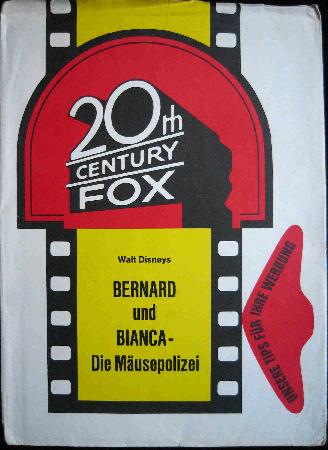 20th
CENTURY
FOX
Walt Disneys
BERNARD
und
BIANCA-
Die Mäusepolizei
UNSERE TIPS FÜR IHRE WERBUNG